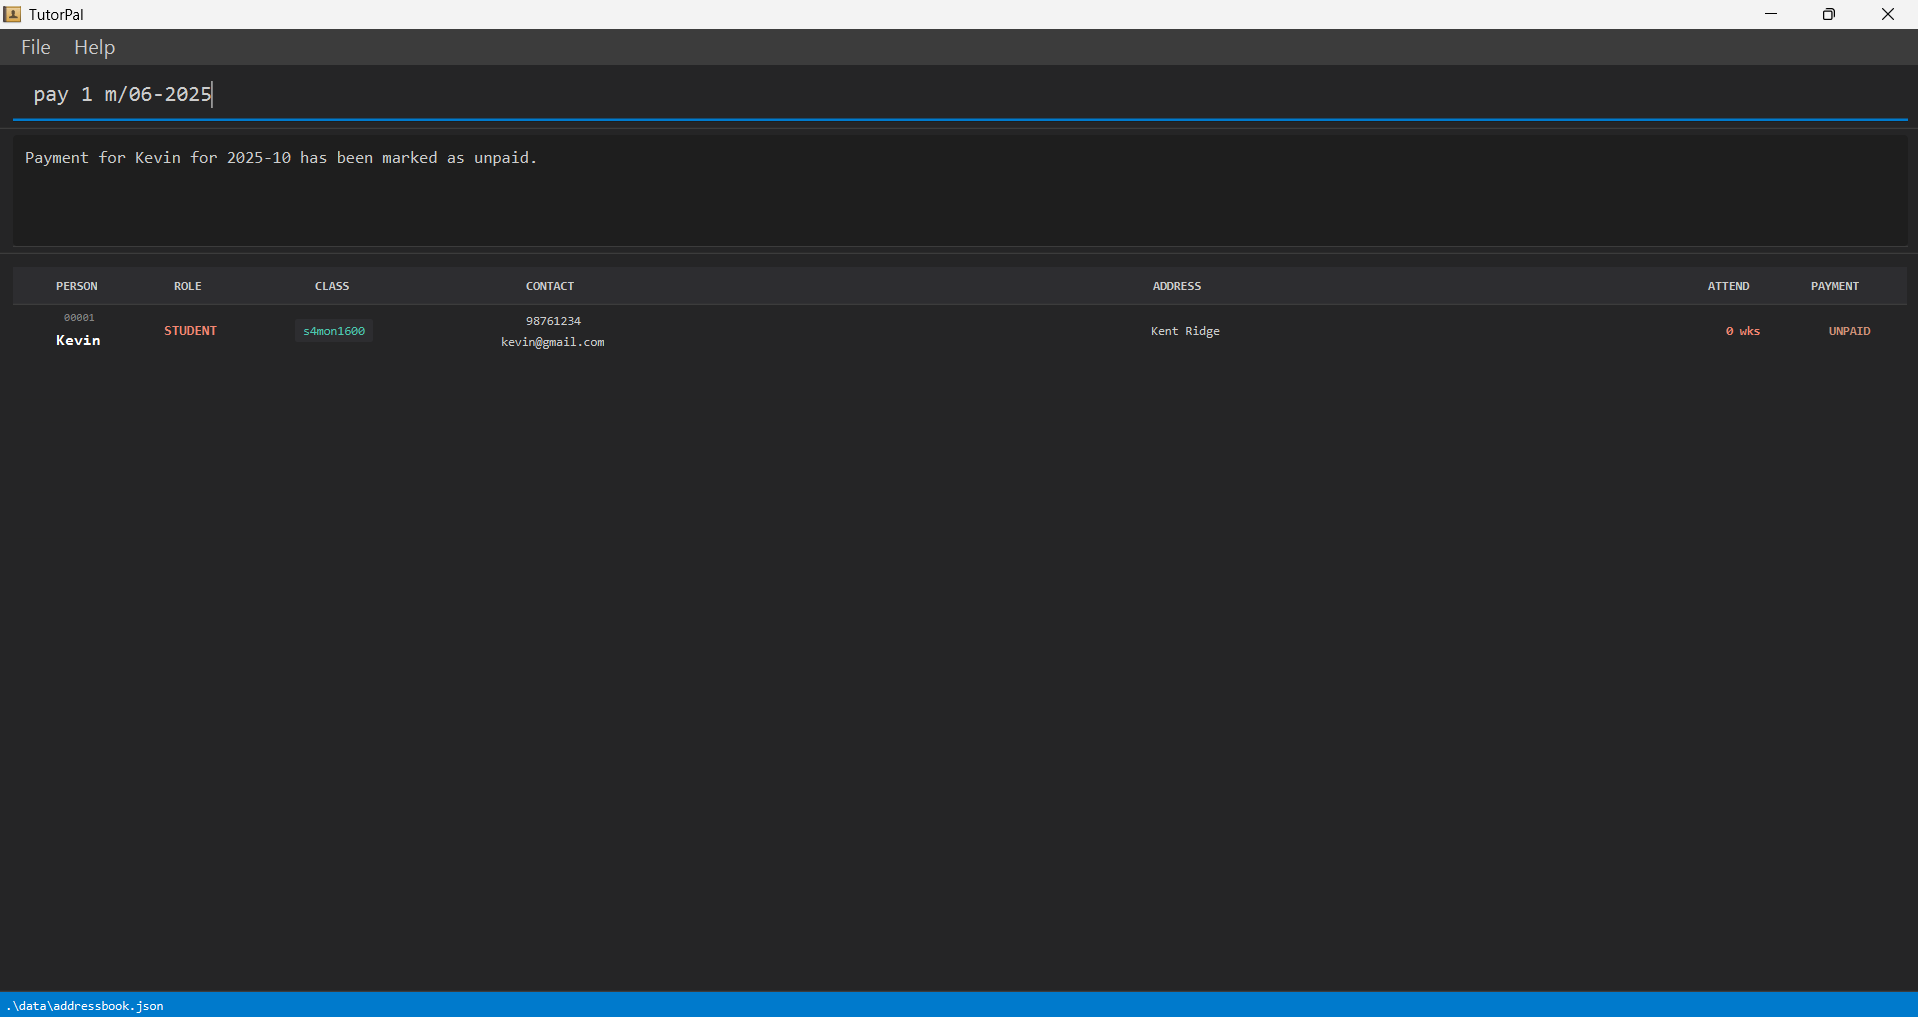 TutorPal
File Help
pay 1 m/06-2025
Payment for Kevin for 2025-10 has been marked as unpaid.
PERSON ROLE CLASS CONTACT ADDRESS ATTEND PAYMENT
00001
Kevin
STUDENT
s4mon1600
98761234
kevin@gmail.com
Kent Ridge
0 wks
UNPAID
.\data\addressbook.json